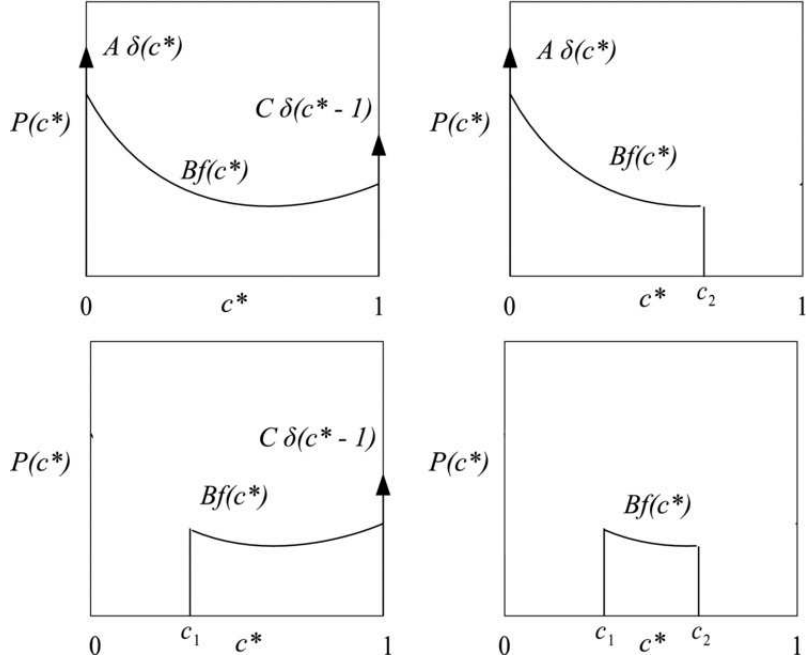 A δ(c*)
C δ(c* - 1)
P(c*)
Bf(c*)
0 c* 1
A δ(c*)
P(c*)
Bf(c*)
0 c* c₂ 1
C δ(c* - 1)
P(c*)
Bf(c*)
0 c₁ c* 1
P(c*)
Bf(c*)
0 c₁ c* c₂ 1